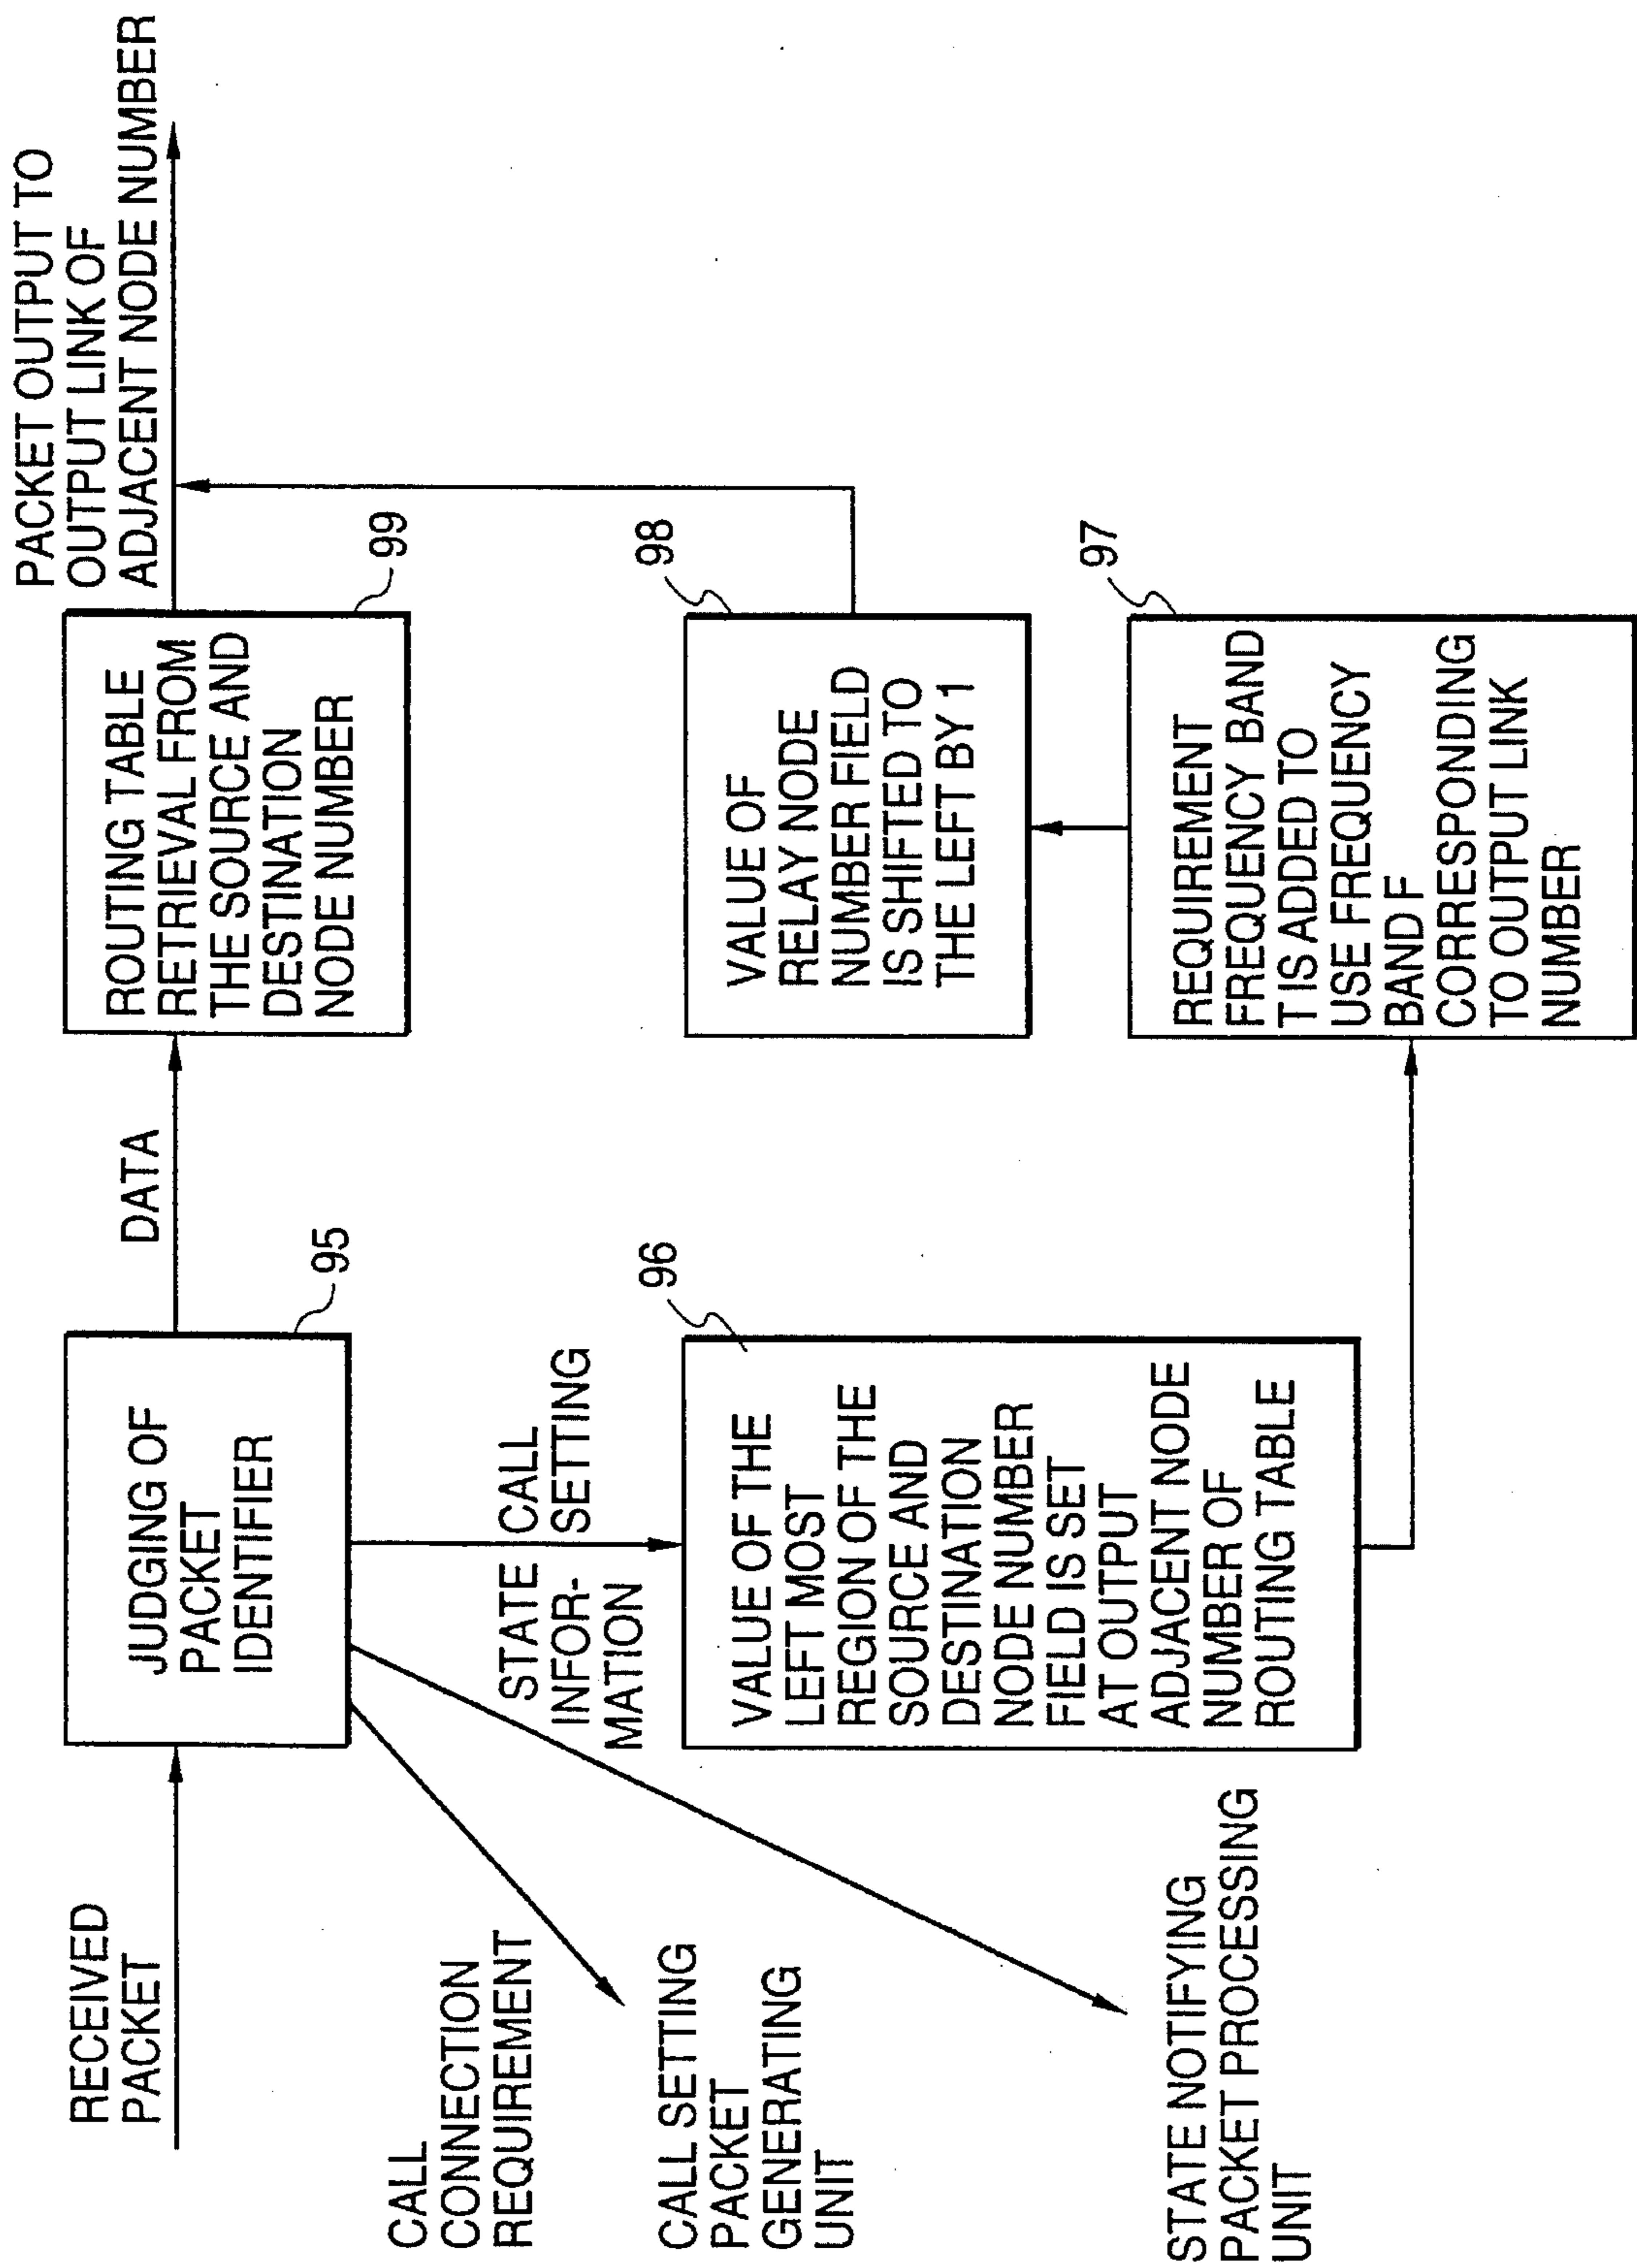 RECEIVED
PACKET
JUDGING OF
PACKET
IDENTIFIER
95
DATA
ROUTING TABLE
RETRIEVAL FROM
THE SOURCE AND
DESTINATION
NODE NUMBER
99
PACKET OUTPUT TO
OUTPUT LINK OF
ADJACENT NODE NUMBER
CALL
CONNECTION
REQUIREMENT
CALL SETTING
PACKET
GENERATING
UNIT
STATE
INFOR-
MATION
STATE NOTIFYING
PACKET PROCESSING
UNIT
CALL
SETTING
96
VALUE OF THE
LEFT MOST
REGION OF THE
SOURCE AND
DESTINATION
NODE NUMBER
FIELD IS SET
AT OUTPUT
ADJACENT NODE
NUMBER OF
ROUTING TABLE
98
VALUE OF
RELAY NODE
NUMBER FIELD
IS SHIFTED TO
THE LEFT BY 1
97
REQUIREMENT
FREQUENCY BAND
T IS ADDED TO
USE FREQUENCY
BAND F
CORRESPONDING
TO OUTPUT LINK
NUMBER